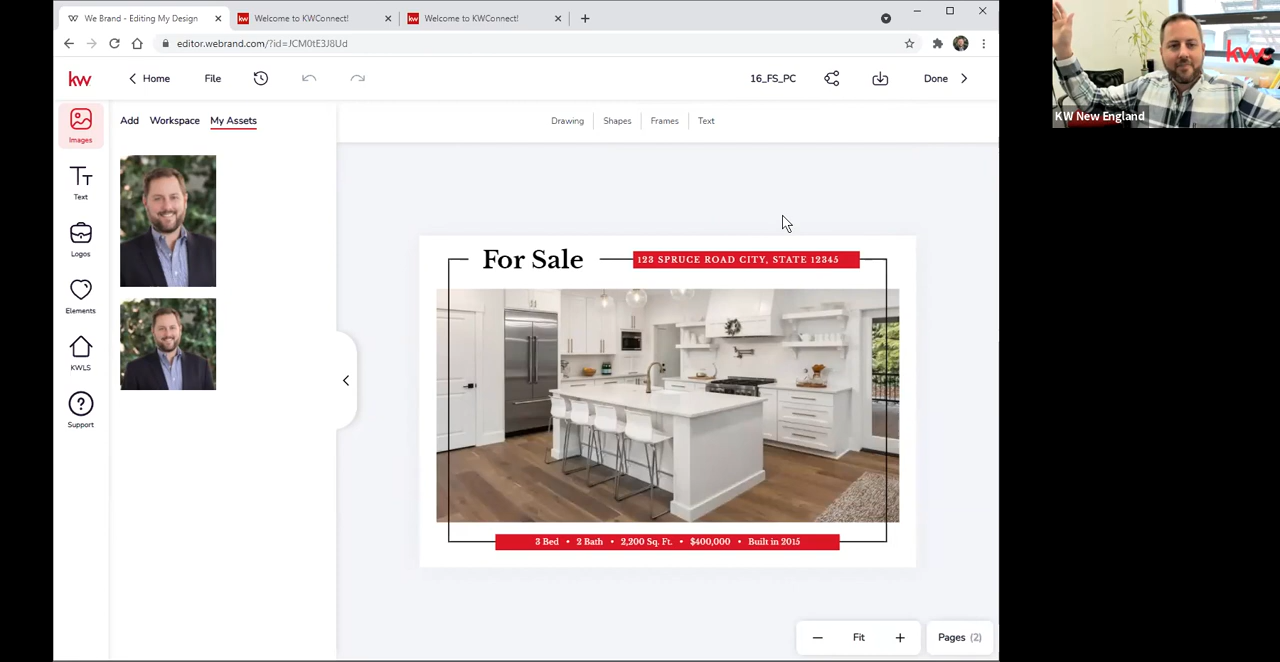 We Brand - Editing My Design
Welcome to KWConnect!
Welcome to KWConnect!
editor.webrand.com/?id=JCM0tE3J8Ud
kw
Home
File
16_FS_PC
Done
Images
Text
Logos
Elements
KWLS
Support
Add
Workspace
My Assets
Drawing
Shapes
Frames
Text
For Sale
123 SPRUCE ROAD CITY, STATE 12345
3 Bed • 2 Bath • 2,200 Sq. Ft. • $400,000 • Built in 2015
Fit
Pages (2)
kw
KW New England